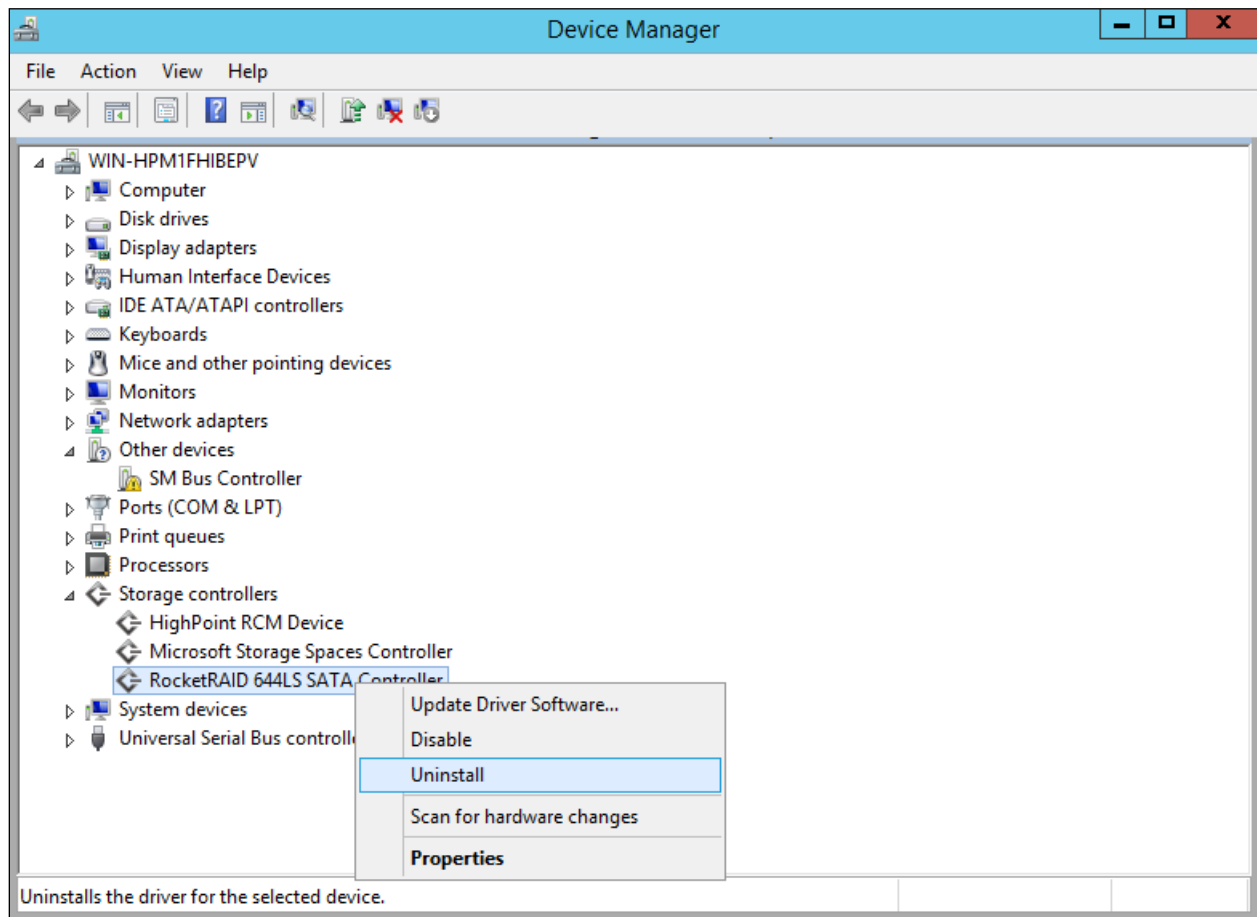 Device Manager
File Action View Help
WIN-HPM1FHIBEPV
Computer
Disk drives
Display adapters
Human Interface Devices
IDE ATA/ATAPI controllers
Keyboards
Mice and other pointing devices
Monitors
Network adapters
Other devices
SM Bus Controller
Ports (COM & LPT)
Print queues
Processors
Storage controllers
HighPoint RCM Device
Microsoft Storage Spaces Controller
RocketRAID 644LS SATA Controller
System devices
Universal Serial Bus controlle
Update Driver Software...
Disable
Uninstall
Scan for hardware changes
Properties
Uninstalls the driver for the selected device.